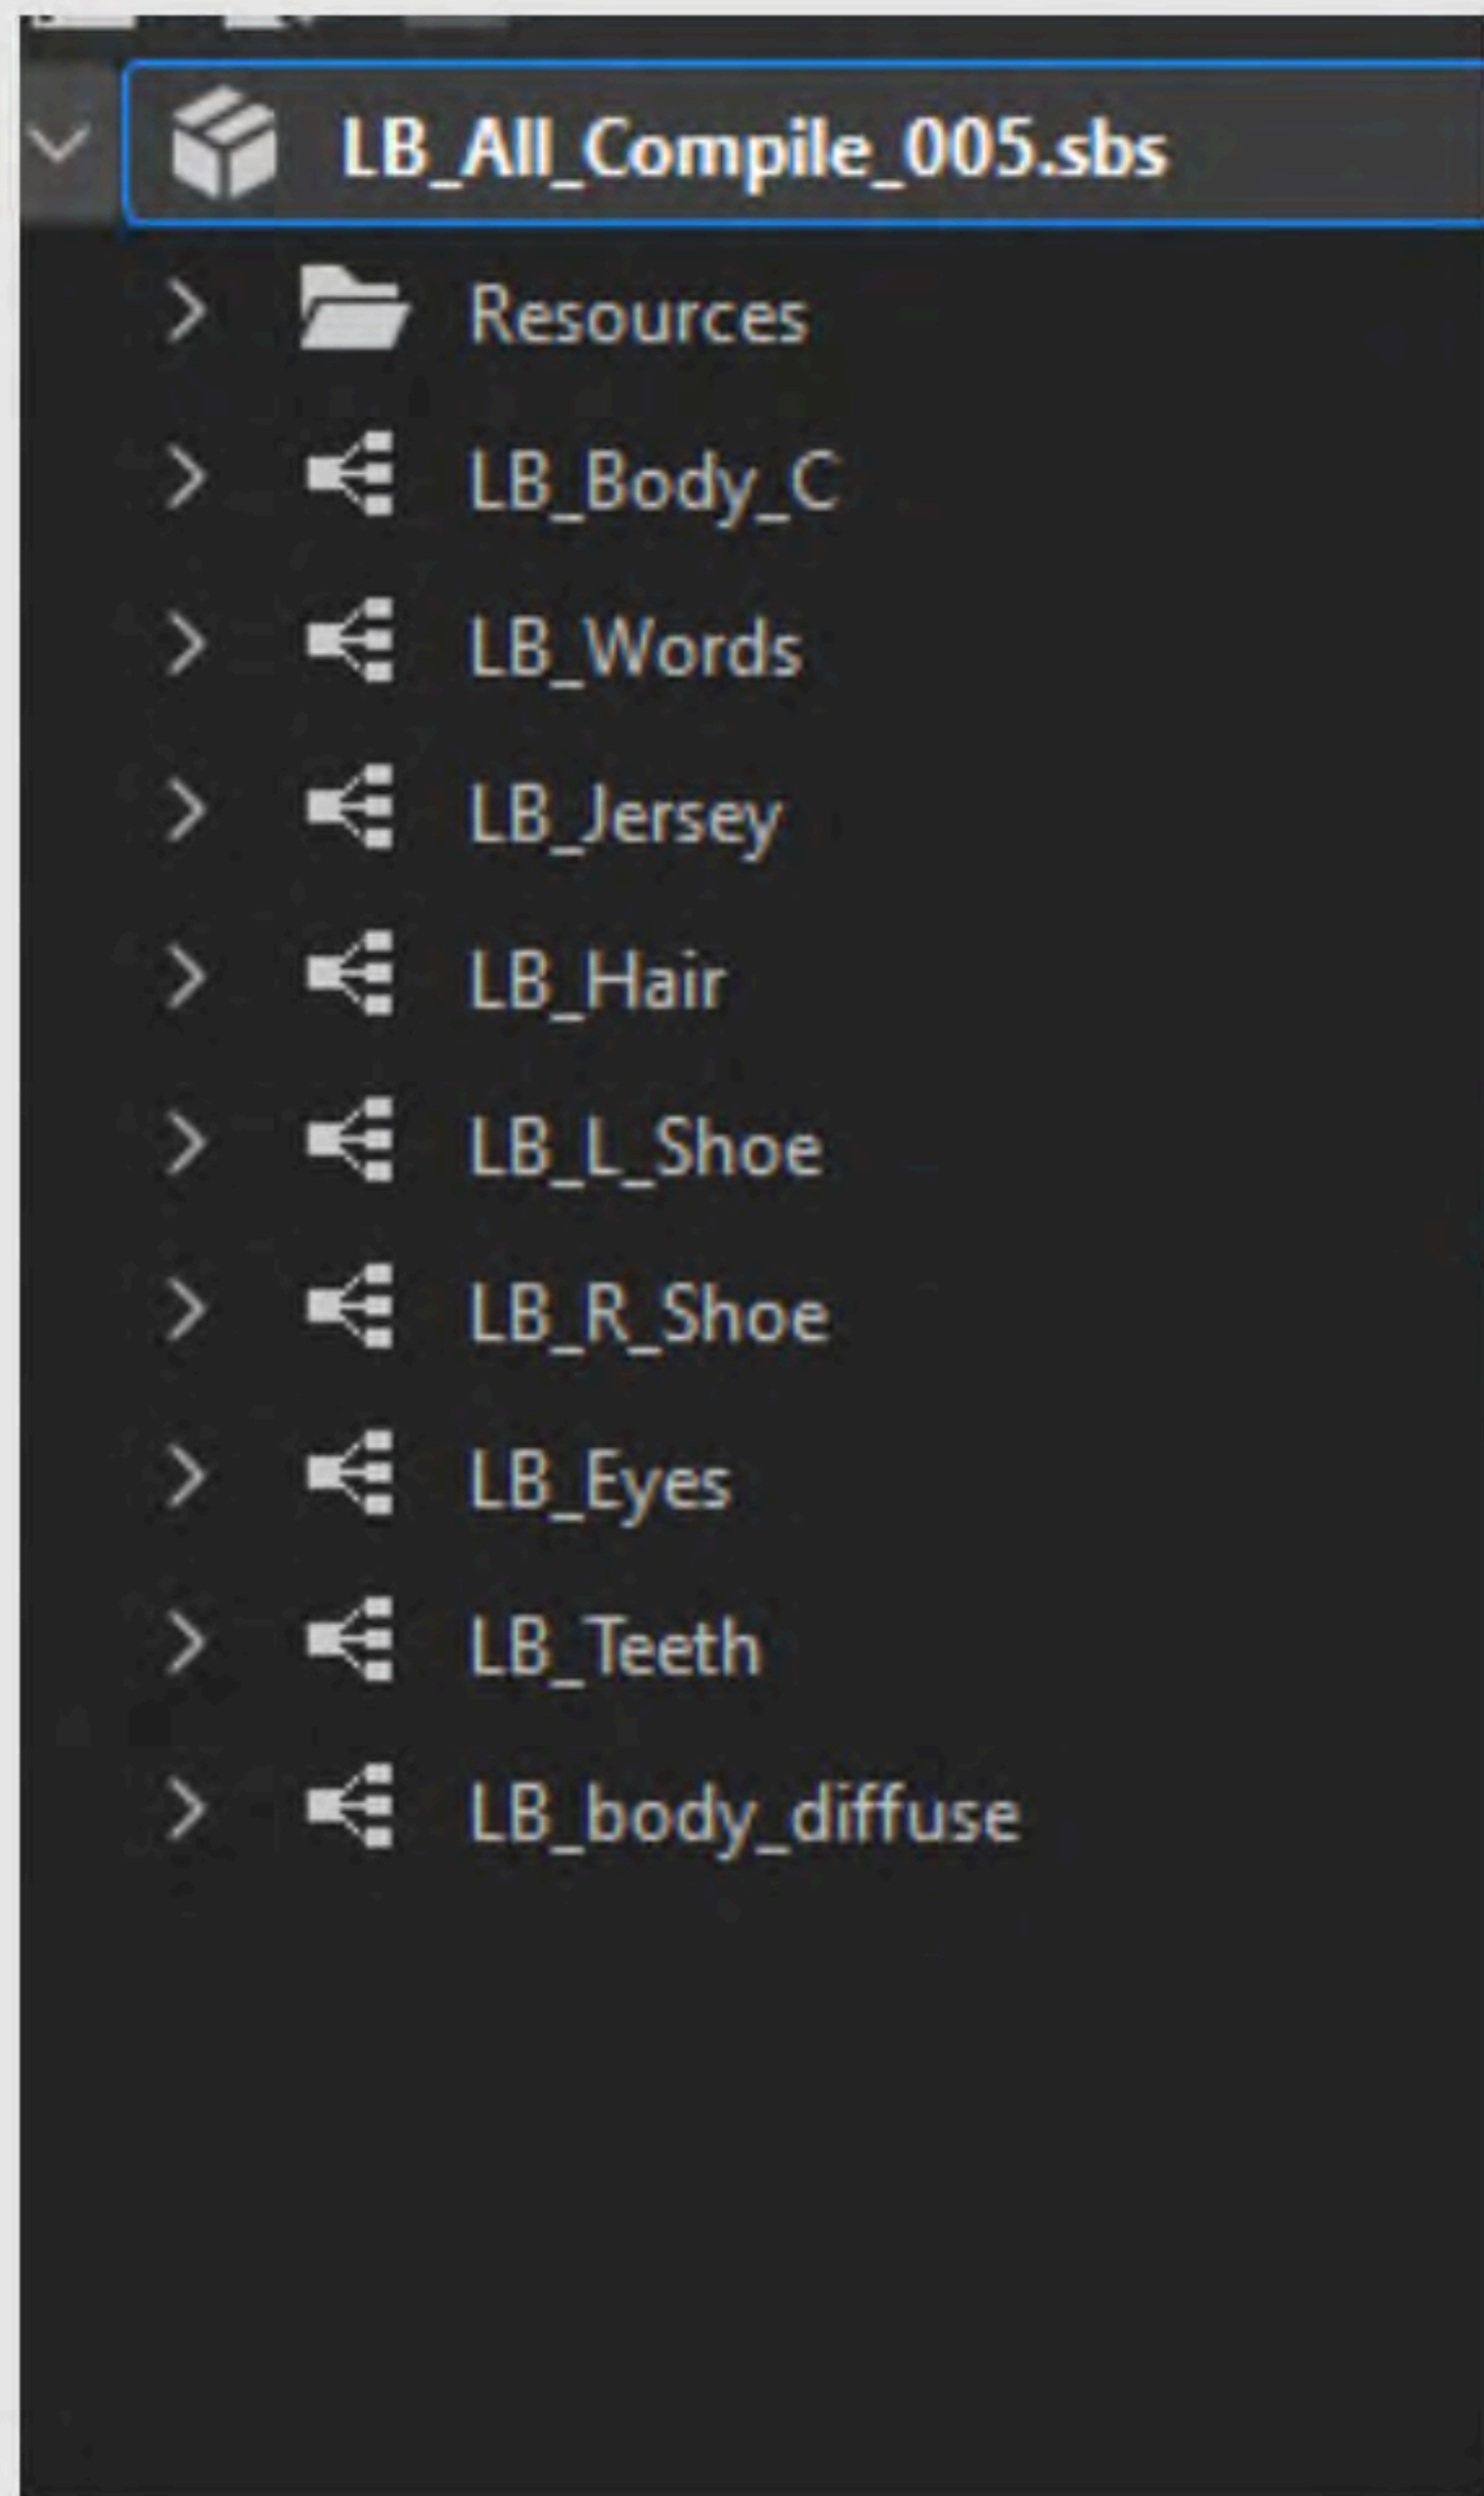 LB_All_Compile_005.sbs
Resources
LB_Body_C
LB_Words
LB_Jersey
LB_Hair
LB_L_Shoe
LB_R_Shoe
LB_Eyes
LB_Teeth
LB_body_diffuse